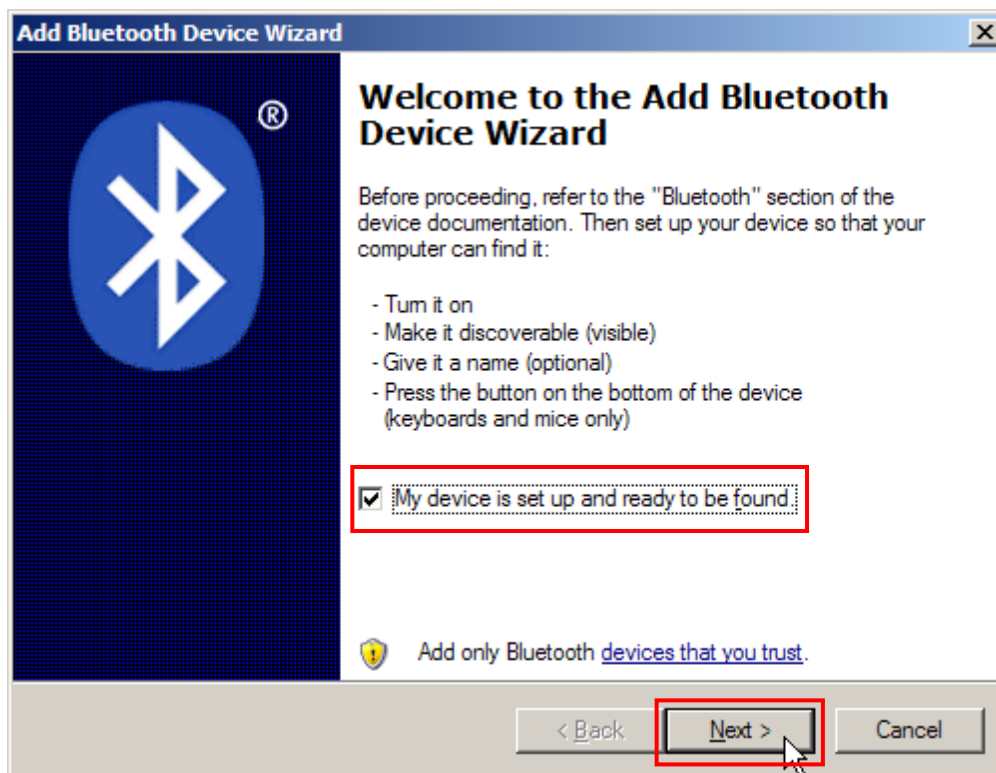 Add Bluetooth Device Wizard
®
Welcome to the Add Bluetooth
Device Wizard
Before proceeding, refer to the "Bluetooth" section of the
device documentation. Then set up your device so that your
computer can find it:
- Turn it on
- Make it discoverable (visible)
- Give it a name (optional)
- Press the button on the bottom of the device
(keyboards and mice only)
My device is set up and ready to be found.
Add only Bluetooth devices that you trust.
< Back Next > Cancel